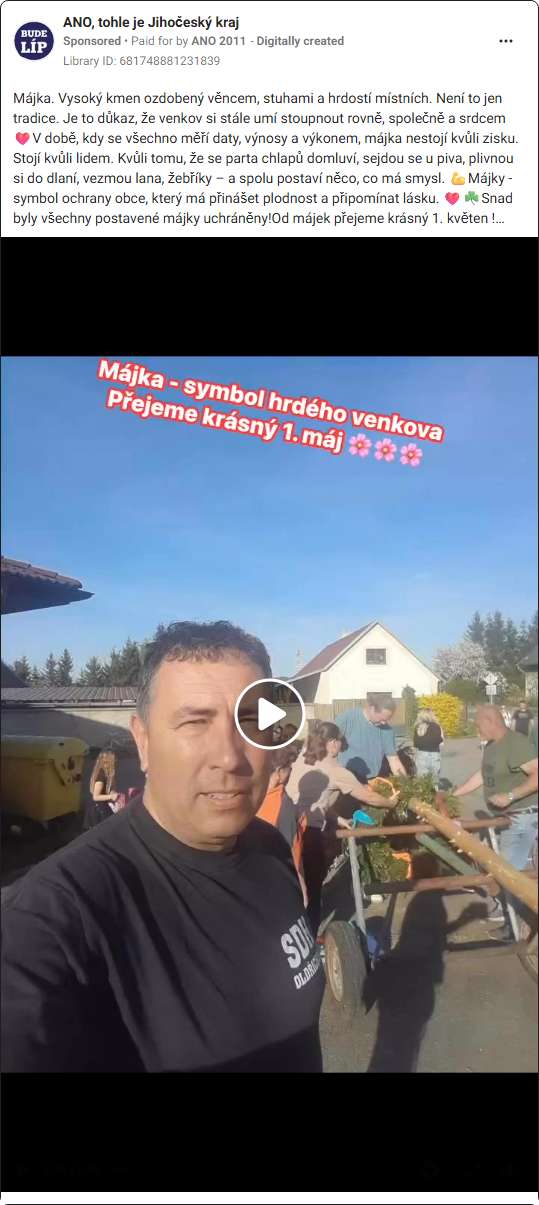 BUDE LÍP
ANO, tohle je Jihočeský kraj
Sponsored • Paid for by ANO 2011 - Digitally created
Library ID: 681748881231839
Májka. Vysoký kmen ozdobený věncem, stuhami a hrdostí místních. Není to jen
tradice. Je to důkaz, že venkov si stále umí stoupnout rovně, společně a srdcem
💓V době, kdy se všechno měří daty, výnosy a výkonem, májka nestojí kvůli zisku.
Stojí kvůli lidem. Kvůli tomu, že se parta chlapů domluví, sejdou se u piva, plivnou
si do dlaní, vezmou lana, žebříky – a spolu postaví něco, co má smysl. 💪Májky -
symbol ochrany obce, který má přinášet plodnost a připomínat lásku. 💓 ☘️Snad
byly všechny postavené májky uchráněny!Od májek přejeme krásný 1. květen !...
Májka - symbol hrdého venkova
Přejeme krásný 1. máj 🌸🌸🌸